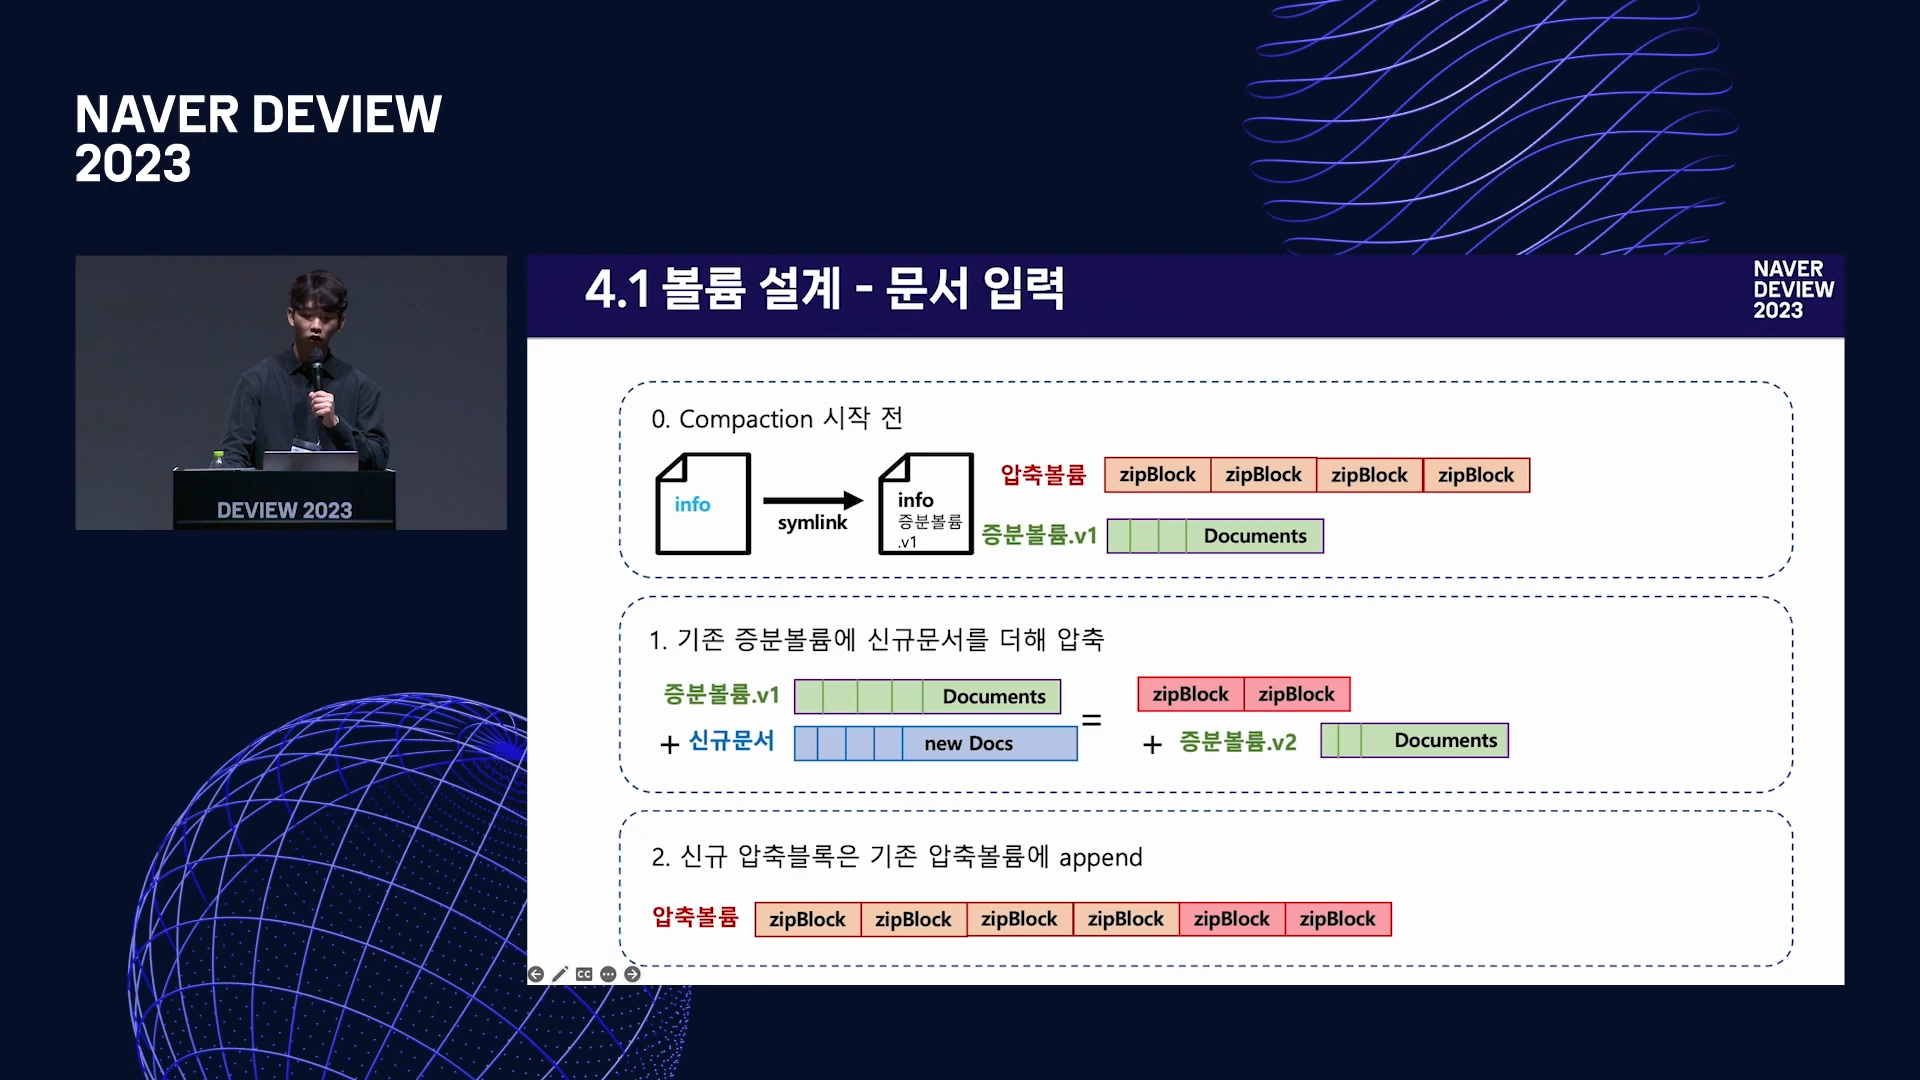 NAVER DEVIEW
2023
DEVIEW 2023
4.1 볼륨 설계 - 문서 입력
NAVER
DEVIEW
2023
0. Compaction 시작 전
info
symlink
info
증분볼륨
.v1
압축볼륨
zipBlock zipBlock zipBlock zipBlock
증분볼륨.v1
Documents
1. 기존 증분볼륨에 신규문서를 더해 압축
증분볼륨.v1
Documents
+ 신규문서
new Docs
=
zipBlock zipBlock
+ 증분볼륨.v2
Documents
2. 신규 압축블록은 기존 압축볼륨에 append
압축볼륨
zipBlock zipBlock zipBlock zipBlock zipBlock zipBlock
CC